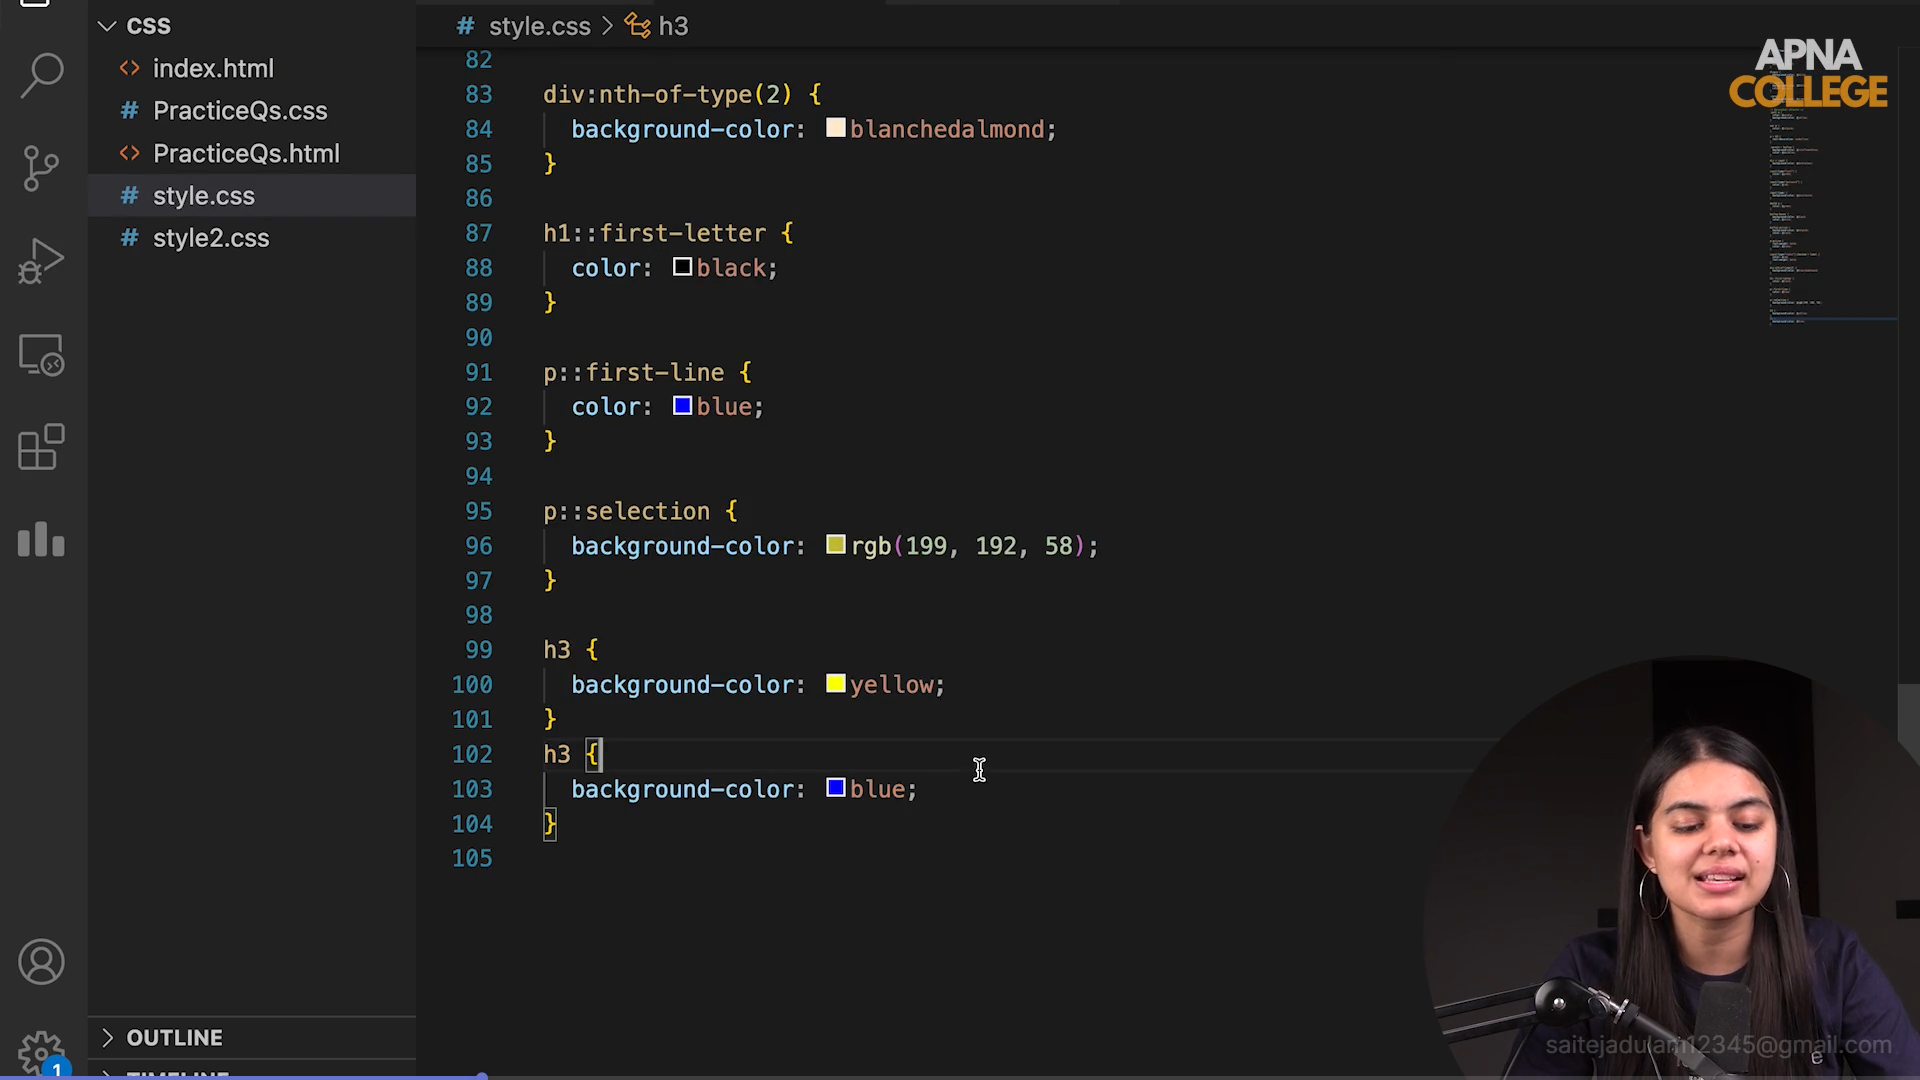 CSS
index.html
PracticeQs.css
PracticeQs.html
style.css
style2.css
OUTLINE
TIMELINE
1
style.css > h3
82
83 div:nth-of-type(2) {
84 background-color: blanchedalmond;
85 }
86
87 h1::first-letter {
88 color: black;
89 }
90
91 p::first-line {
92 color: blue;
93 }
94
95 p::selection {
96 background-color: rgb(199, 192, 58);
97 }
98
99 h3 {
100 background-color: yellow;
101 }
102 h3 {
103 background-color: blue;
104 }
105
APNA
COLLEGE
saitejadulam12345@gmail.com